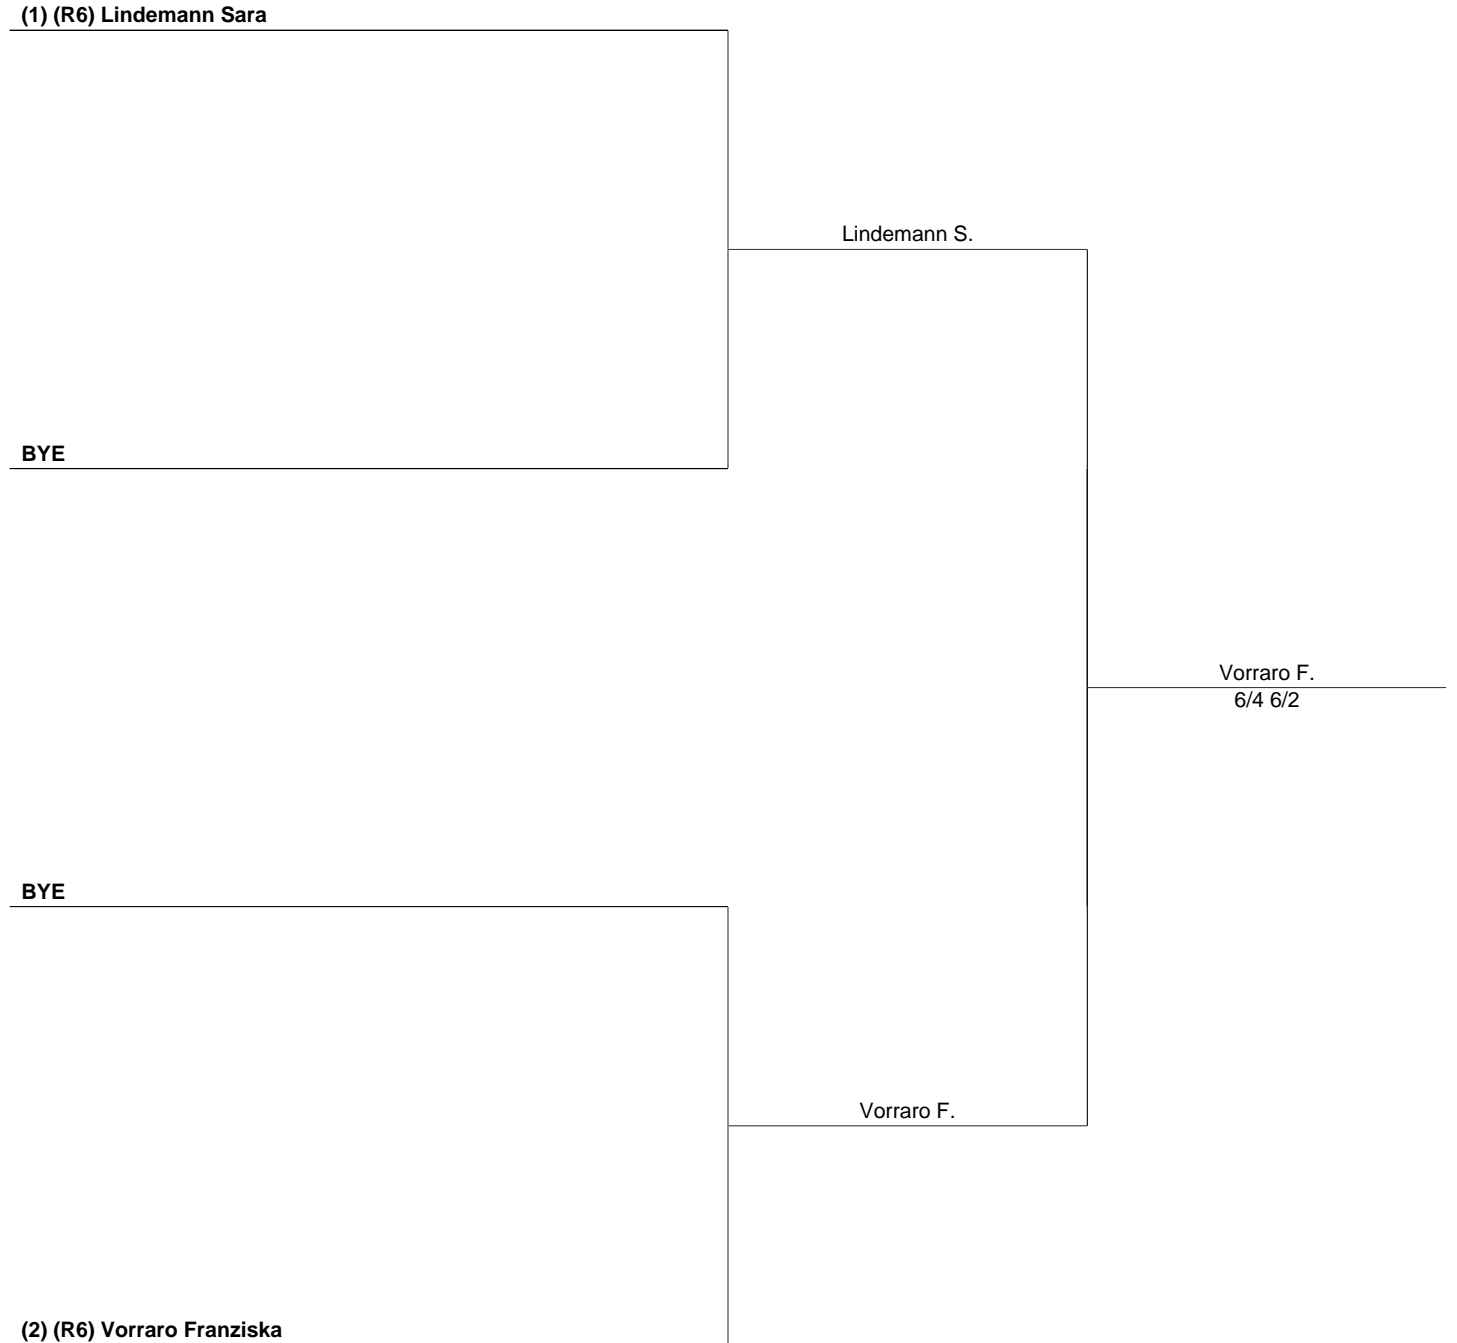 (1) (R6) Lindemann Sara
Lindemann S.
BYE
Vorraro F.
6/4 6/2
BYE
Vorraro F.
(2) (R6) Vorraro Franziska